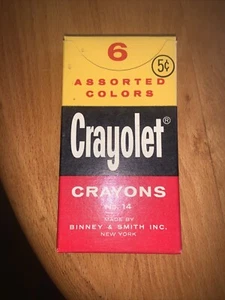 6
5¢
ASSORTED
COLORS
Crayolet®
CRAYONS
NO. 14
MADE BY
BINNEY & SMITH INC.
NEW YORK